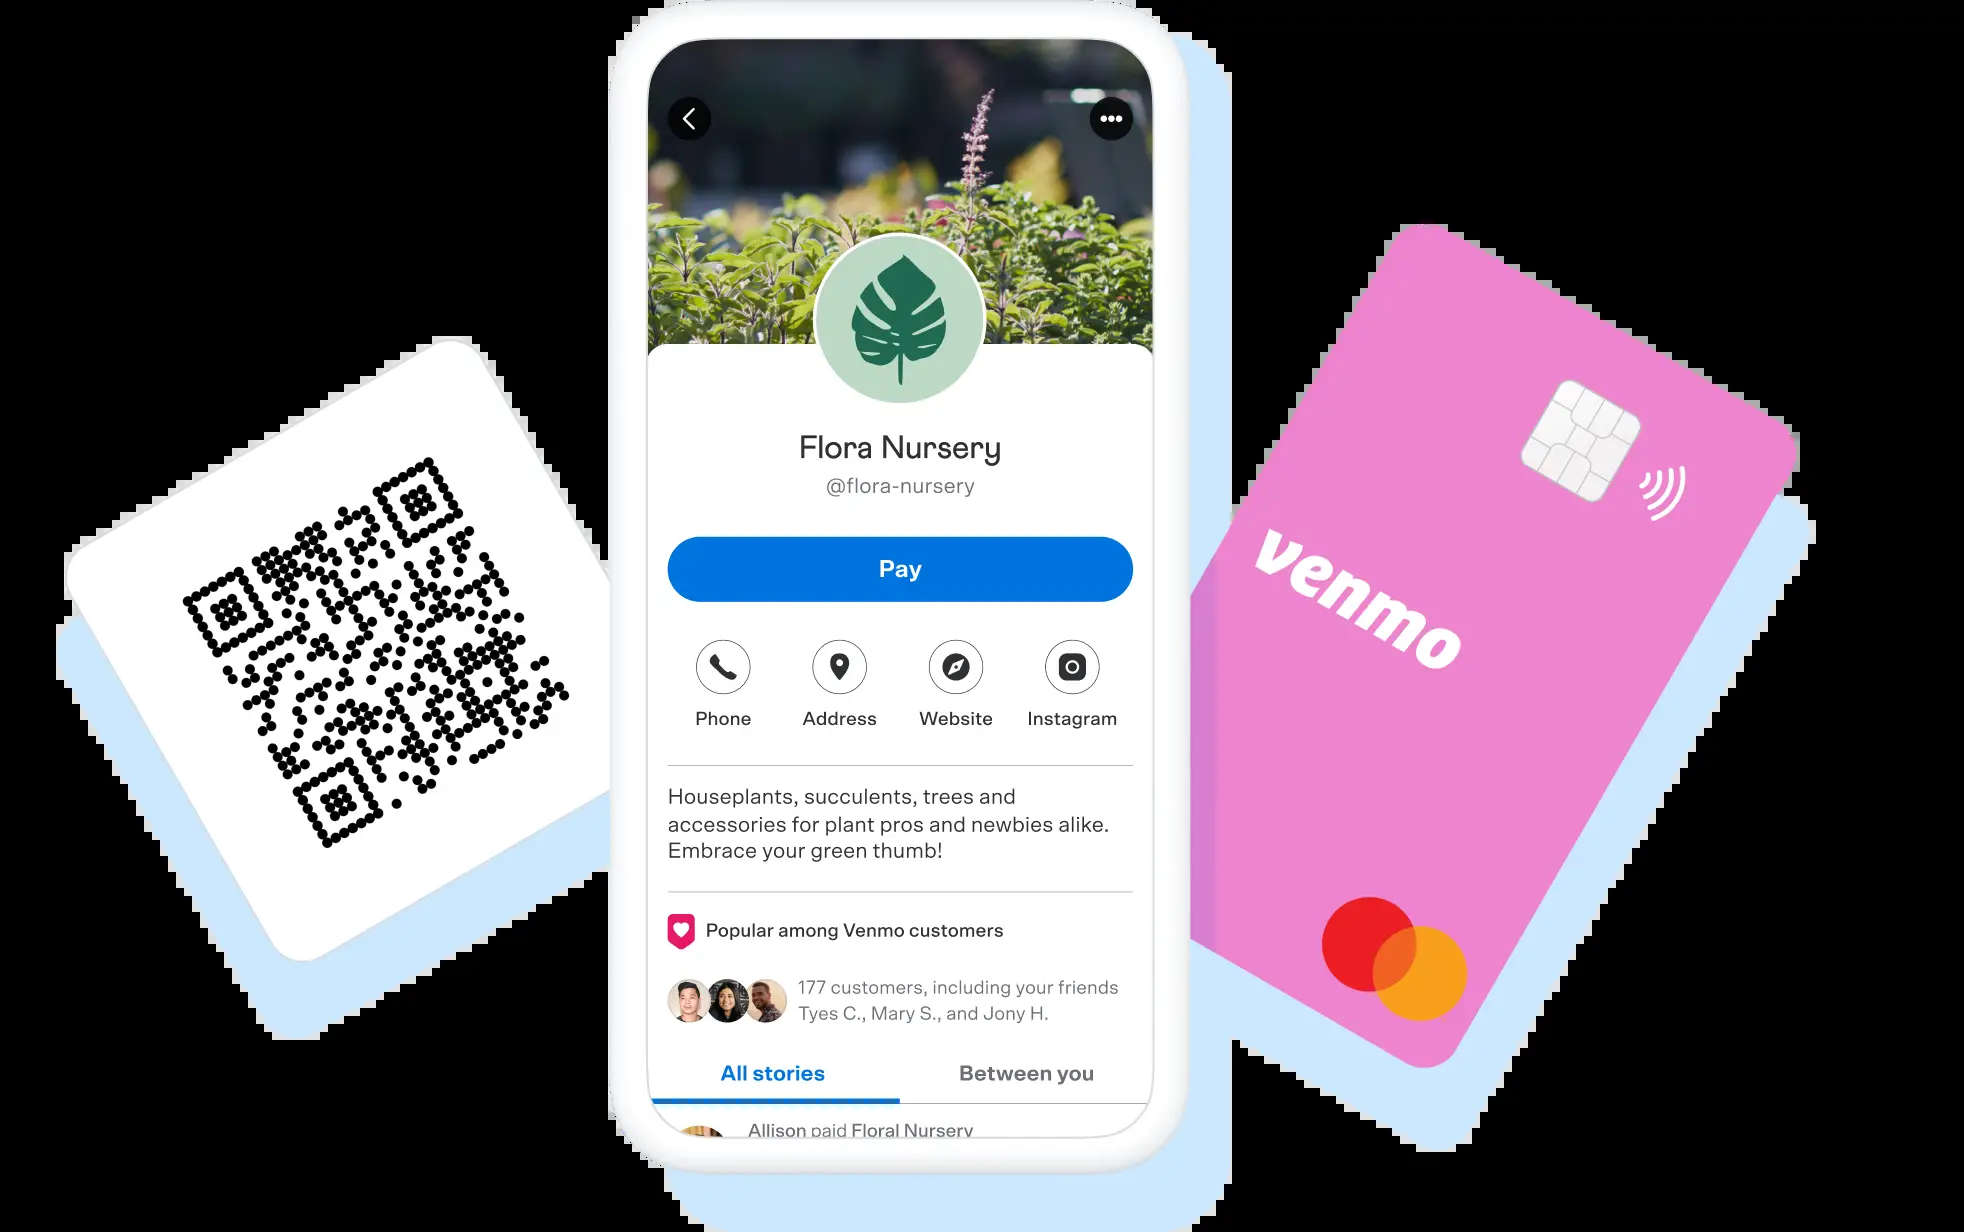 Flora Nursery
@flora-nursery
Pay
Phone
Address
Website
Instagram
Houseplants, succulents, trees and
accessories for plant pros and newbies alike.
Embrace your green thumb!
Popular among Venmo customers
177 customers, including your friends
Tyes C., Mary S., and Jony H.
All stories
Between you
Allison paid Floral Nursery
venmo